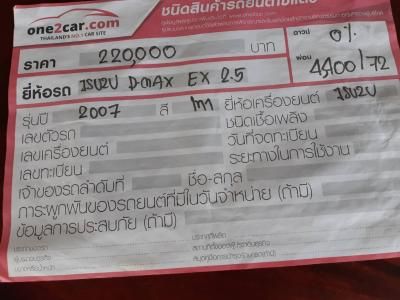 one2car.com
THAILAND'S NO.1 CAR SITE
ชนิดสินค้ารถยนต์
ราคา 220,000 บาท
ดาวน์ 0%
ผ่อน 4,400/72
ยี่ห้อรถ ISUZU D-MAX EX 2.5
รุ่นปี 2007 สี เทา ยี่ห้อเครื่องยนต์ ISUZU
เลขตัวรถ ชนิดเชื้อเพลิง
เลขเครื่องยนต์ วันที่จดทะเบียน
เลขทะเบียน ระยะทางในการใช้งาน
เจ้าของรถลำดับที่ ชื่อ-สกุล
ภาระผูกพันของรถยนต์ที่มีในวันจำหน่าย (ถ้ามี)
ข้อมูลการประสบภัย (ถ้ามี)